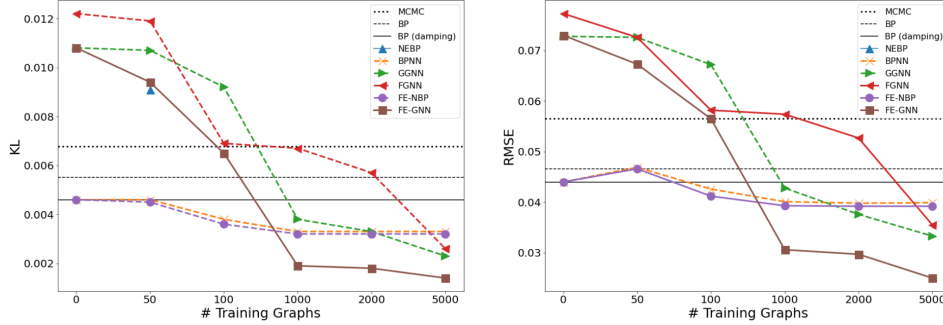 0.012
0.010
0.008
0.006
0.004
0.002
KL
0 50 100 1000 2000 5000
# Training Graphs
MCMC
BP
BP (damping)
NEBP
BPNN
GGNN
FGNN
FE-NBP
FE-GNN
0.07
0.06
0.05
0.04
0.03
RMSE
0 50 100 1000 2000 5000
# Training Graphs
MCMC
BP
BP (damping)
NEBP
BPNN
GGNN
FGNN
FE-NBP
FE-GNN